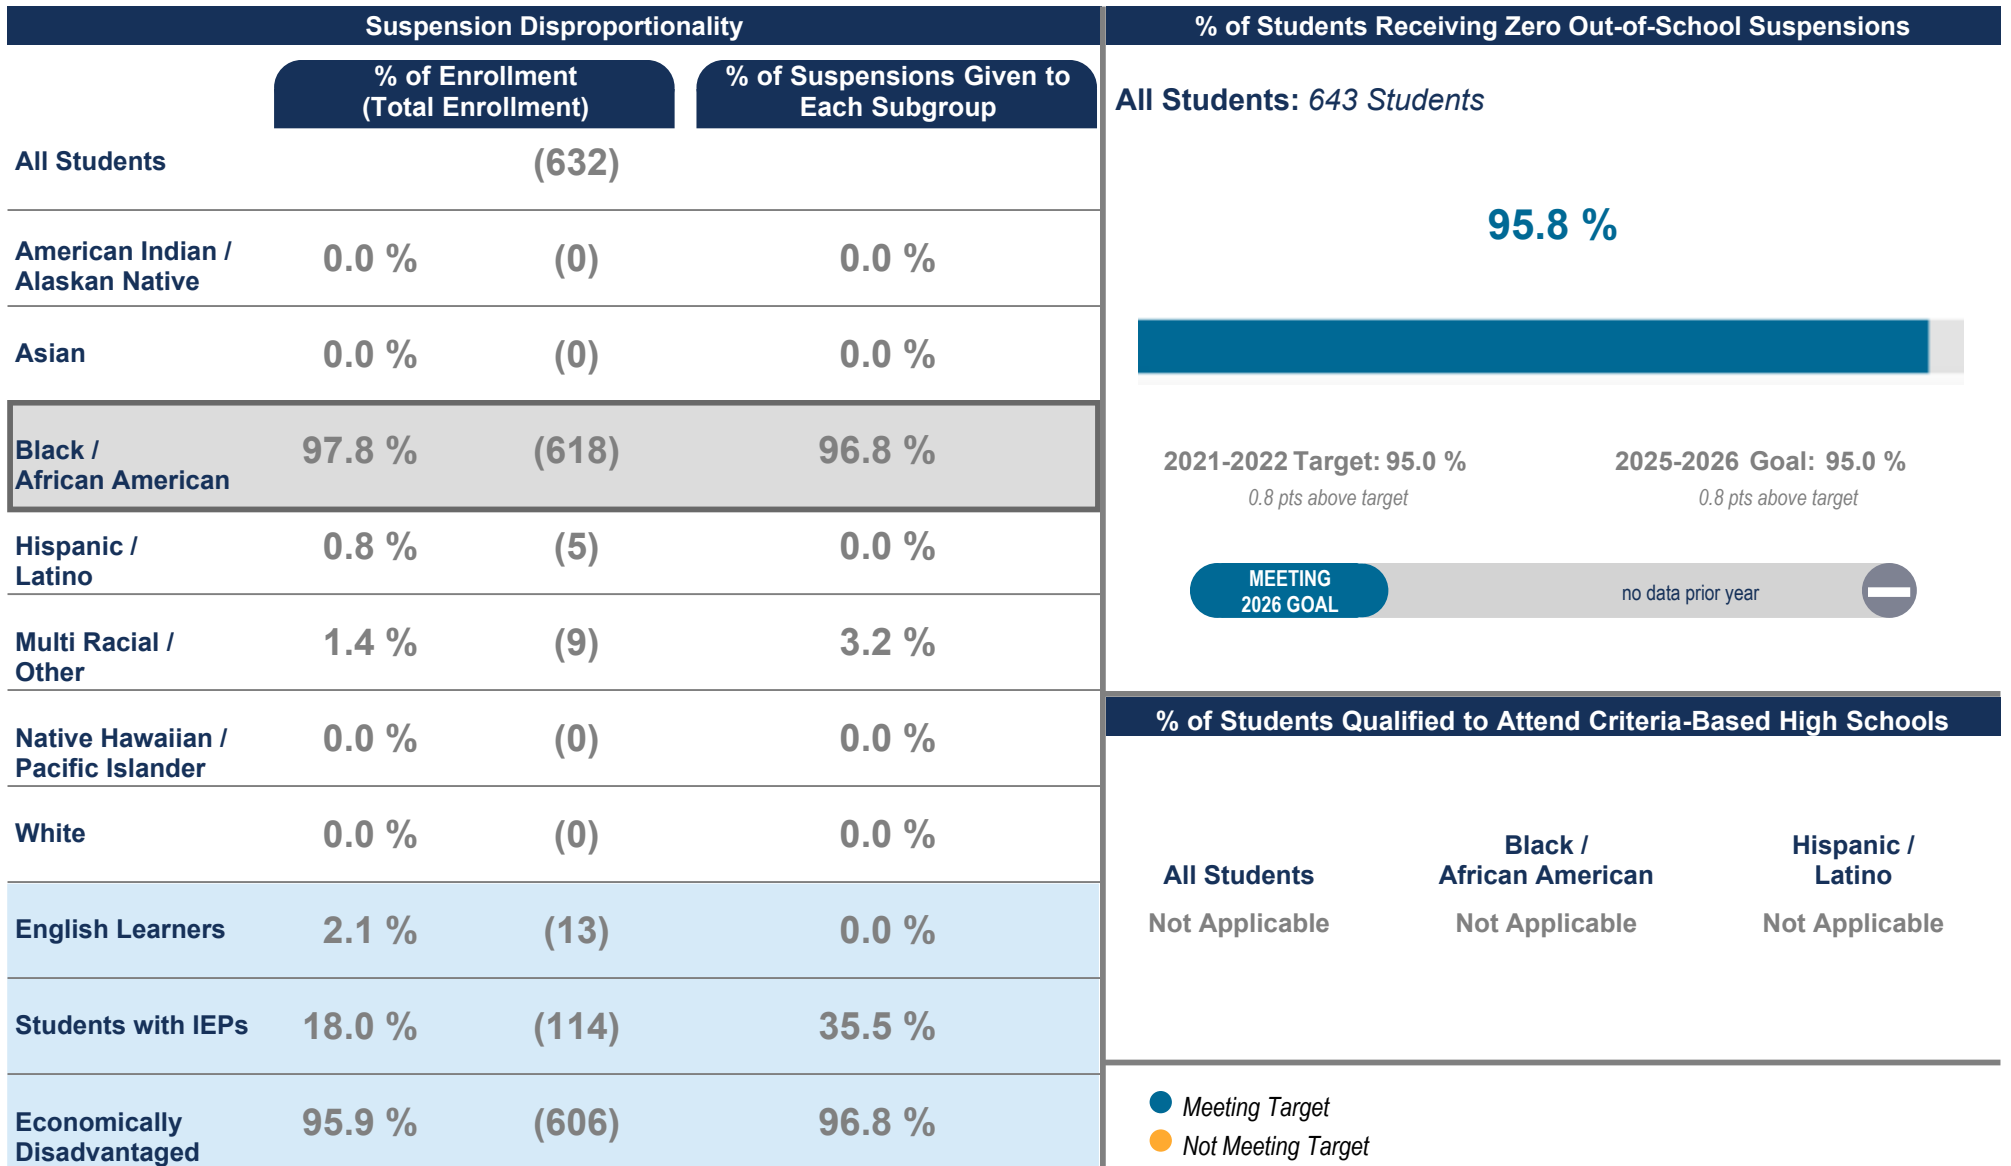 Suspension Disproportionality
% of Enrollment
(Total Enrollment)
% of Suspensions Given to
Each Subgroup
All Students (632)
American Indian /
Alaskan Native
0.0 % (0) 0.0 %
Asian 0.0 % (0) 0.0 %
Black /
African American
97.8 % (618) 96.8 %
Hispanic /
Latino
0.8 % (5) 0.0 %
Multi Racial /
Other
1.4 % (9) 3.2 %
Native Hawaiian /
Pacific Islander
0.0 % (0) 0.0 %
White 0.0 % (0) 0.0 %
English Learners 2.1 % (13) 0.0 %
Students with IEPs 18.0 % (114) 35.5 %
Economically
Disadvantaged
95.9 % (606) 96.8 %
% of Students Receiving Zero Out-of-School Suspensions
All Students: 643 Students
95.8 %
2021-2022 Target: 95.0 %
0.8 pts above target
2025-2026 Goal: 95.0 %
0.8 pts above target
MEETING
2026 GOAL
no data prior year
% of Students Qualified to Attend Criteria-Based High Schools
All Students
Not Applicable
Black /
African American
Not Applicable
Hispanic /
Latino
Not Applicable
Meeting Target
Not Meeting Target